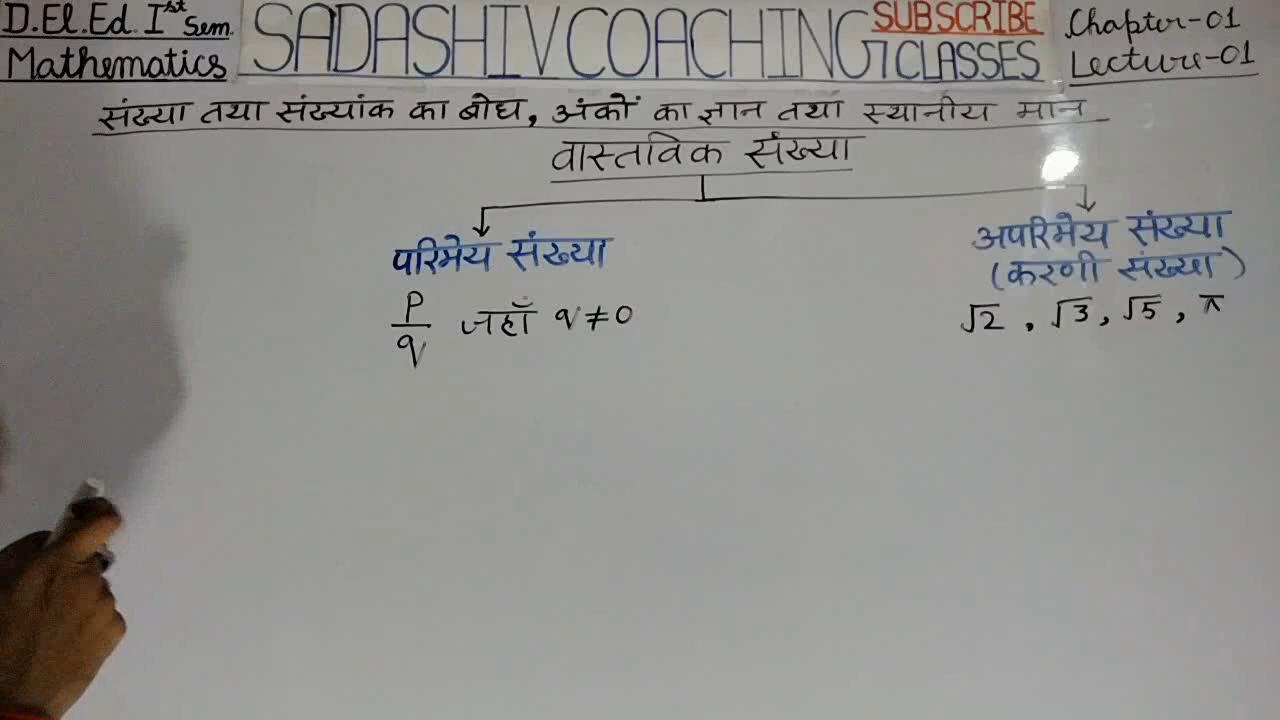 D.El.Ed. Ist Sem. SADASHIV COACHING CLASSES SUBSCRIBE Chapter-01
Mathematics Lecture-01
संख्या तथा संख्यांक का बोध, अंकों का ज्ञान तथा स्थानीय मान
वास्तविक संख्या
परिमेय संख्या अपरिमेय संख्या
(करणी संख्या)
p/q जहाँ q≠0 √2, √3, √5, π